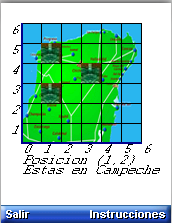 6
5
4
3
2
1
0 1 2 3 4 5 6
Posicion (1,2)
Estas en Campeche
Salir Instrucciones